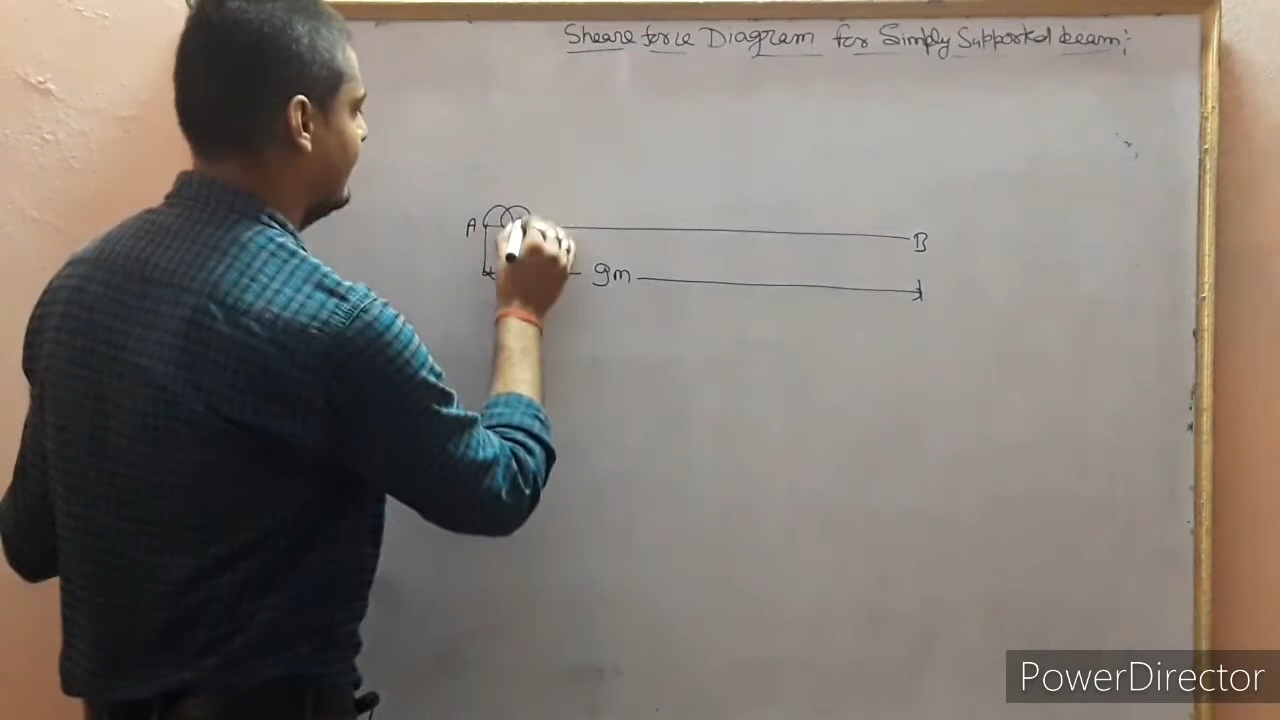 Sheare force Diagram for Simply Supported beam:
A
B
9m
PowerDirector